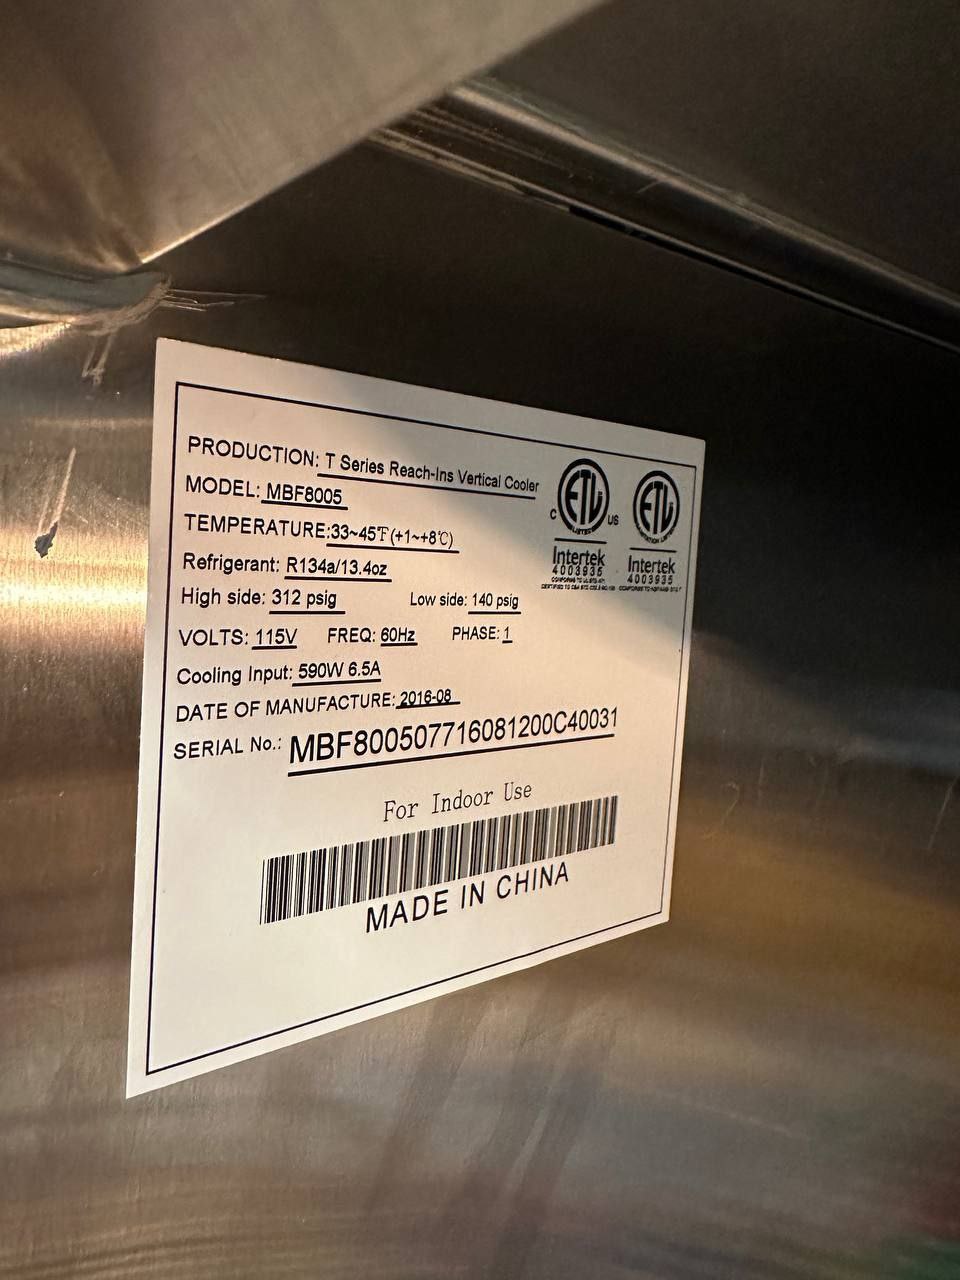 PRODUCTION: T Series Reach-Ins Vertical Cooler
MODEL: MBF8005
TEMPERATURE:33~45℉(+1~+8℃)
Refrigerant: R134a/13.4oz
High side: 312 psig Low side: 140 psig
VOLTS: 115V FREQ: 60Hz PHASE: 1
Cooling Input: 590W 6.5A
DATE OF MANUFACTURE: 2016-08
SERIAL No.: MBF800507716081200C40031
For Indoor Use
MADE IN CHINA
C ETL US
LISTED
Intertek
4003935
ETL
Intertek
4003935